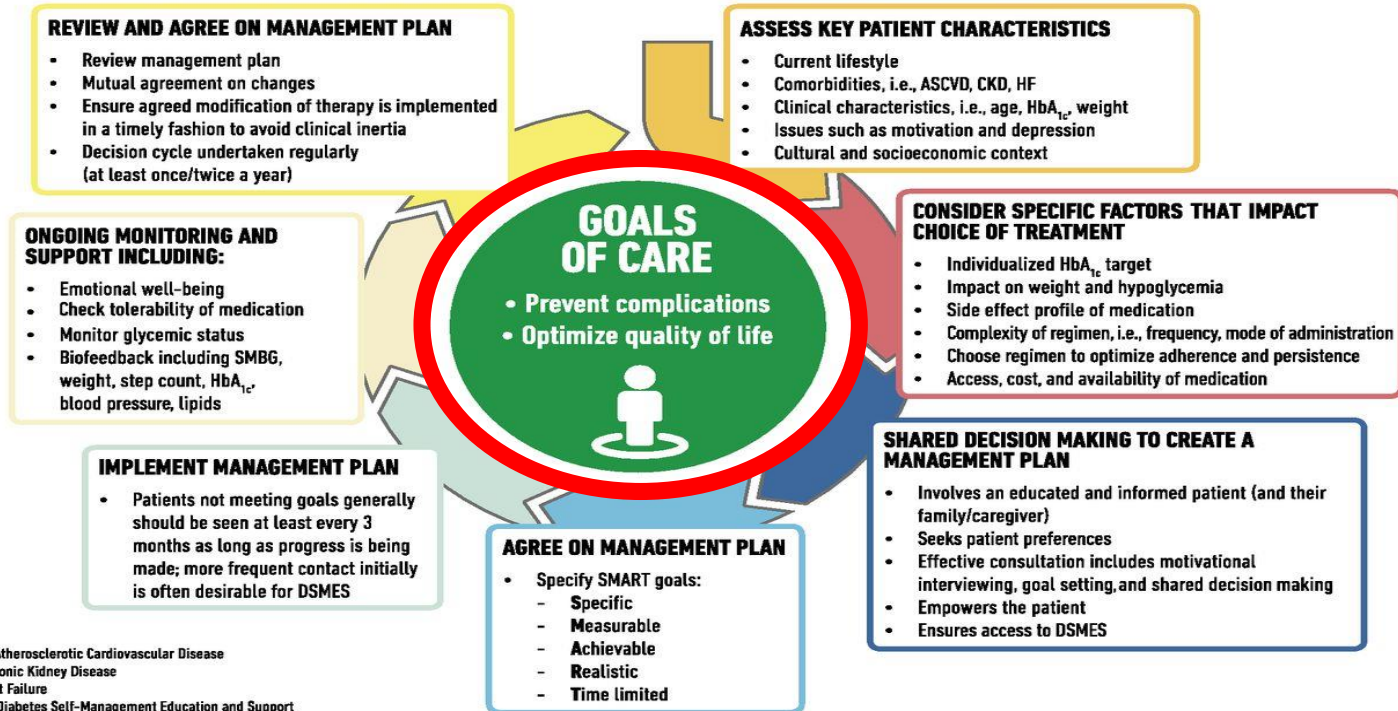 REVIEW AND AGREE ON MANAGEMENT PLAN
• Review management plan
• Mutual agreement on changes
• Ensure agreed modification of therapy is implemented
in a timely fashion to avoid clinical inertia
• Decision cycle undertaken regularly
(at least once/twice a year)
ASSESS KEY PATIENT CHARACTERISTICS
• Current lifestyle
• Comorbidities, i.e., ASCVD, CKD, HF
• Clinical characteristics, i.e., age, HbA1c, weight
• Issues such as motivation and depression
• Cultural and socioeconomic context
GOALS
OF CARE
• Prevent complications
• Optimize quality of life
ONGOING MONITORING AND
SUPPORT INCLUDING:
• Emotional well-being
• Check tolerability of medication
• Monitor glycemic status
• Biofeedback including SMBG,
weight, step count, HbA1c,
blood pressure, lipids
CONSIDER SPECIFIC FACTORS THAT IMPACT
CHOICE OF TREATMENT
• Individualized HbA1c target
• Impact on weight and hypoglycemia
• Side effect profile of medication
• Complexity of regimen, i.e., frequency, mode of administration
• Choose regimen to optimize adherence and persistence
• Access, cost, and availability of medication
IMPLEMENT MANAGEMENT PLAN
• Patients not meeting goals generally
should be seen at least every 3
months as long as progress is being
made; more frequent contact initially
is often desirable for DSMES
AGREE ON MANAGEMENT PLAN
• Specify SMART goals:
- Specific
- Measurable
- Achievable
- Realistic
- Time limited
SHARED DECISION MAKING TO CREATE A
MANAGEMENT PLAN
• Involves an educated and informed patient (and their
family/caregiver)
• Seeks patient preferences
• Effective consultation includes motivational
interviewing, goal setting, and shared decision making
• Empowers the patient
• Ensures access to DSMES
Cardiovascular Disease
Kidney Disease
Failure
Diabetes Self-Management Education and Support